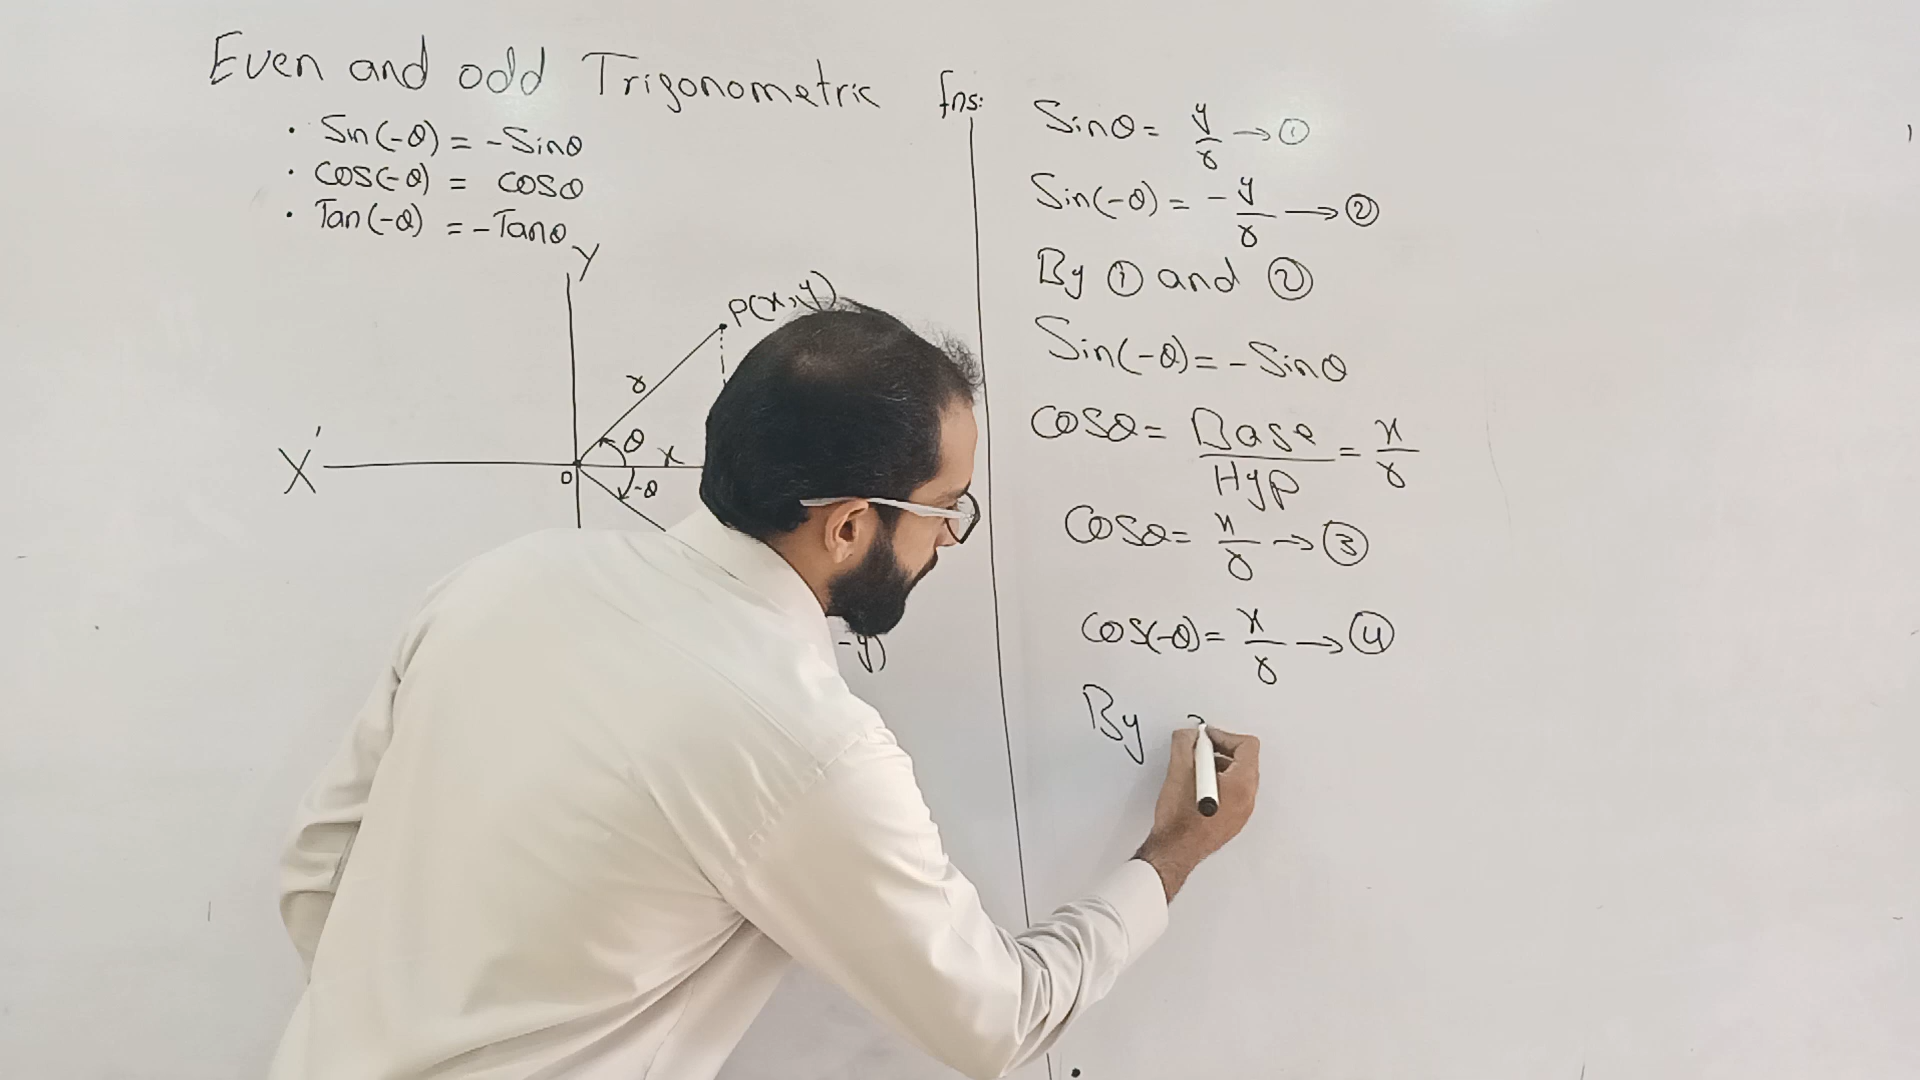 Even and odd Trigonometric fns:
· Sin(-θ) = -Sinθ
· Cos(-θ) = Cosθ
· Tan(-θ) = -Tanθ
Y
P(x,y)
r
θ
x
X'
O
-θ
-y)
Sinθ = y/r → ①
Sin(-θ) = -y/r → ②
By ① and ②
Sin(-θ) = - Sinθ
Cosθ = Base/Hyp = x/r
Cosθ = x/r → ③
Cos(-θ) = x/r → ④
By